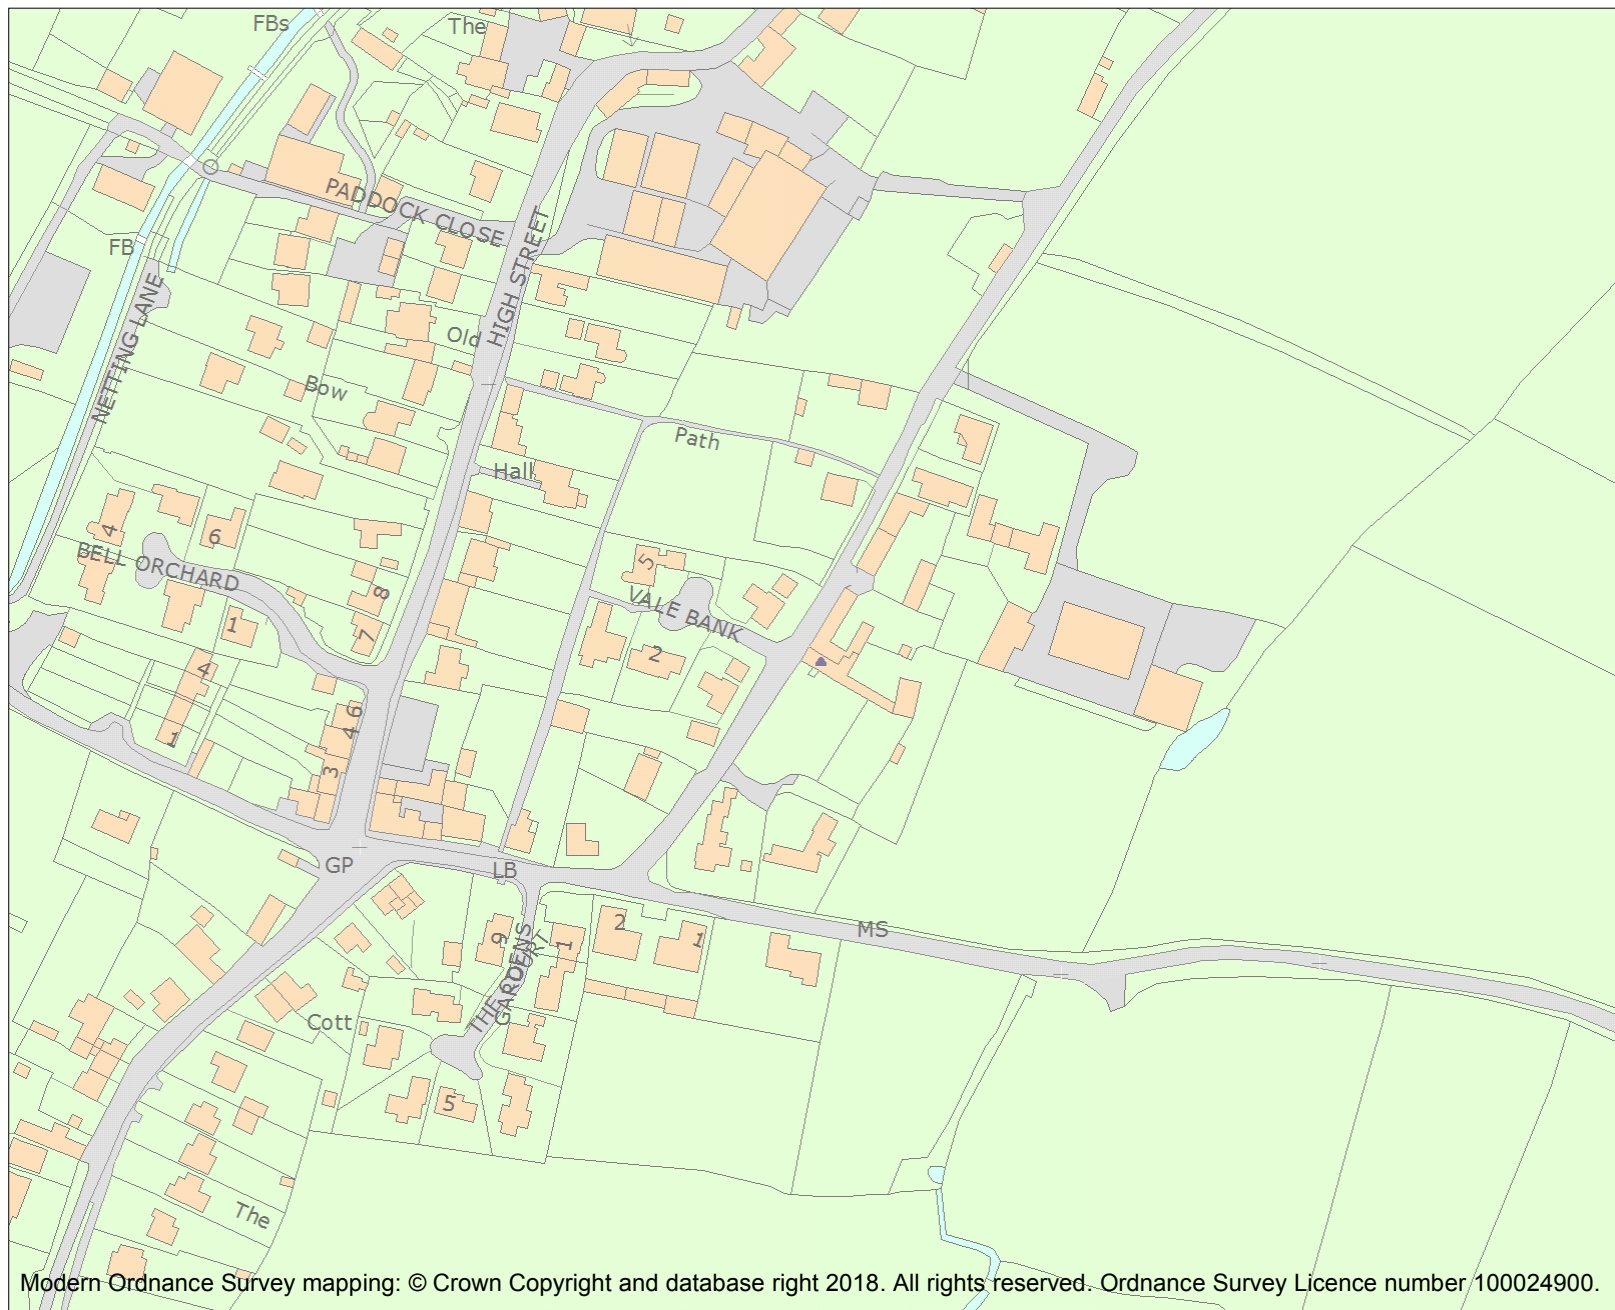 FBs
The
PADDOCK CLOSE
HIGH STREET
FB
NETTING LANE
Old
Bow
Path
Hall
4
6
BELL ORCHARD
5
8
VALE BANK
1
7
2
4
6
4
1
3
GP
LB
2
1
MS
9
1
THE COURT
GARDENS
Cott
5
The
Modern Ordnance Survey mapping: © Crown Copyright and database right 2018. All rights reserved. Ordnance Survey Licence number 100024900.